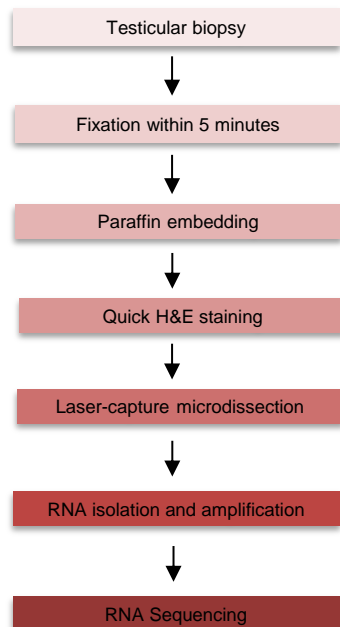 Testicular biopsy
Fixation within 5 minutes
Paraffin embedding
Quick H&E staining
Laser-capture microdissection
RNA isolation and amplification
RNA Sequencing